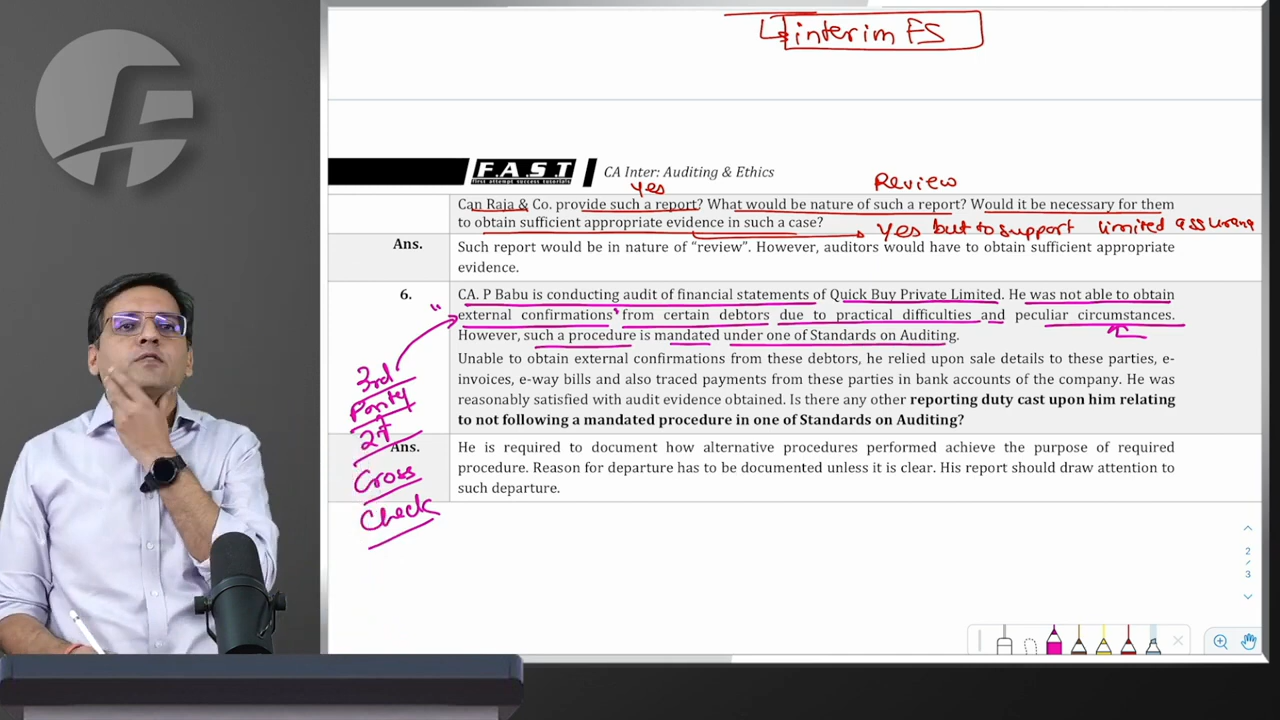 interim FS
F.A.S.T
first attempt success tutorials
CA Inter: Auditing & Ethics
yes
Review
Can Raja & Co. provide such a report? What would be nature of such a report? Would it be necessary for them
to obtain sufficient appropriate evidence in such a case?
yes but to support limited assurance
Ans.
Such report would be in nature of “review”. However, auditors would have to obtain sufficient appropriate
evidence.
6.
CA. P Babu is conducting audit of financial statements of Quick Buy Private Limited. He was not able to obtain
external confirmations from certain debtors due to practical difficulties and peculiar circumstances.
However, such a procedure is mandated under one of Standards on Auditing.
Unable to obtain external confirmations from these debtors, he relied upon sale details to these parties, e-
invoices, e-way bills and also traced payments from these parties in bank accounts of the company. He was
reasonably satisfied with audit evidence obtained. Is there any other reporting duty cast upon him relating
to not following a mandated procedure in one of Standards on Auditing?
3rd
Party
Cross
Check
Ans.
He is required to document how alternative procedures performed achieve the purpose of required
procedure. Reason for departure has to be documented unless it is clear. His report should draw attention to
such departure.
2
/
3